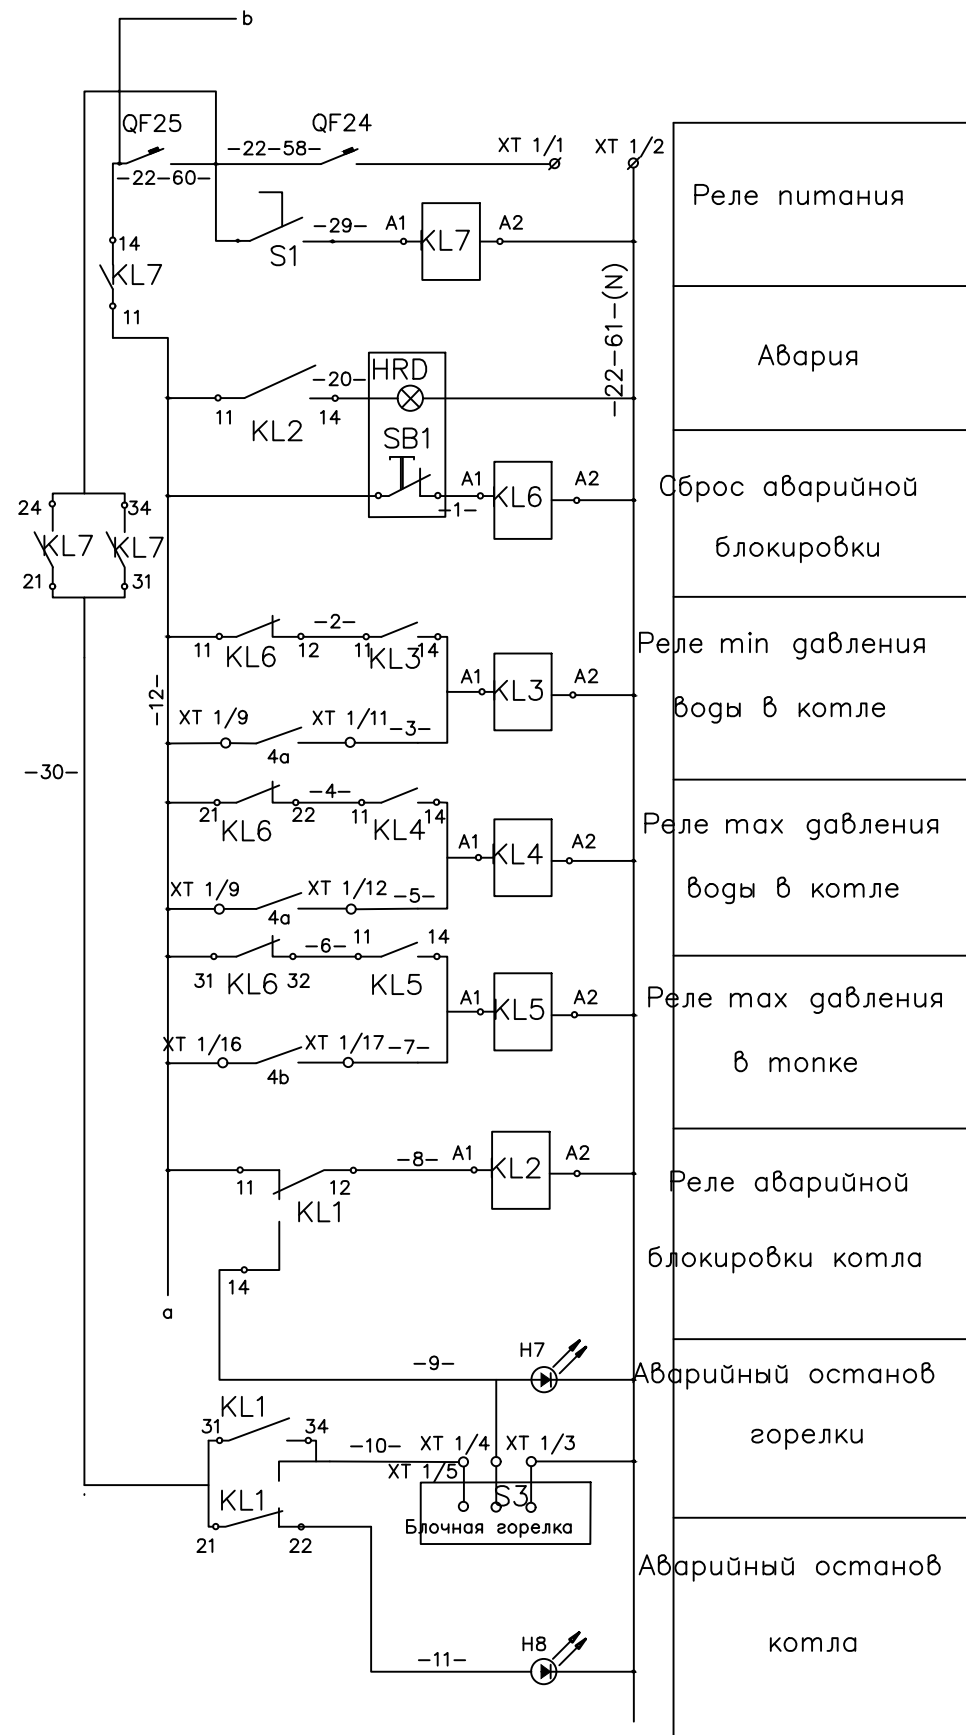 b
QF25
QF24
-22-58-
XT 1/1
XT 1/2
-22-60-
Реле питания
-29-
A1
KL7
A2
S1
14
KL7
11
-22-61-(N)
Авария
HRD
-20-
11
KL2
14
SB1
A1
KL6
A2
-1-
Сброс аварийной
блокировки
24
34
KL7
KL7
21
31
-2-
11
KL6
12
11
KL3
14
A1
KL3
A2
Реле min давления
воды в котле
-12-
XT 1/9
XT 1/11
-3-
4a
-30-
-4-
21
KL6
22
11
KL4
14
A1
KL4
A2
Реле max давления
воды в котле
XT 1/9
XT 1/12
-5-
4a
-6-
11
14
31
KL6
32
KL5
A1
KL5
A2
Реле max давления
в топке
XT 1/16
XT 1/17
-7-
4b
-8-
A1
KL2
A2
11
12
KL1
Реле аварийной
блокировки котла
14
a
-9-
H7
Аварийный останов
горелки
KL1
31
34
-10-
XT 1/4
XT 1/3
XT 1/5
KL1
S3
Блочная горелка
21
22
Аварийный останов
котла
H8
-11-